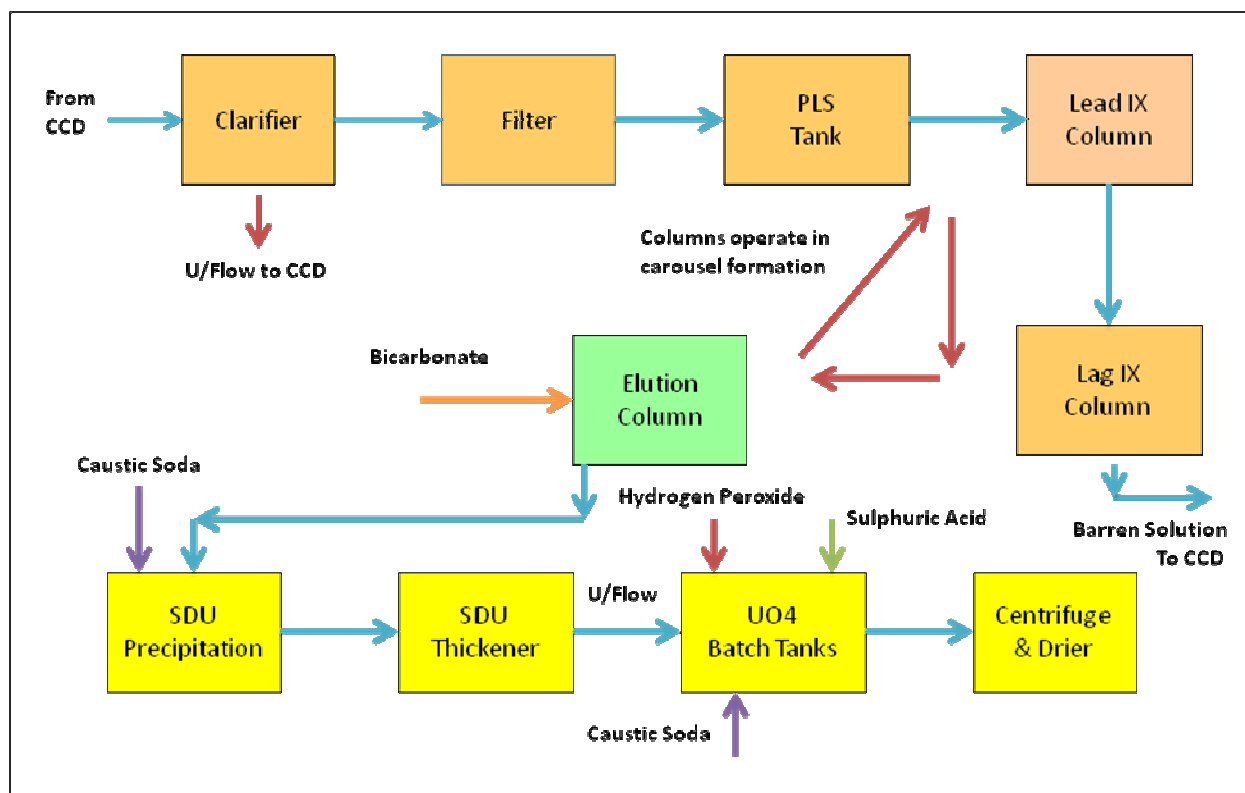 From
CCD
Clarifier
Filter
PLS
Tank
Lead IX
Column
U/Flow to CCD
Columns operate in
carousel formation
Bicarbonate
Elution
Column
Lag IX
Column
Caustic Soda
Hydrogen Peroxide
Sulphuric Acid
Barren Solution
To CCD
SDU
Precipitation
SDU
Thickener
U/Flow
UO4
Batch Tanks
Centrifuge
& Drier
Caustic Soda